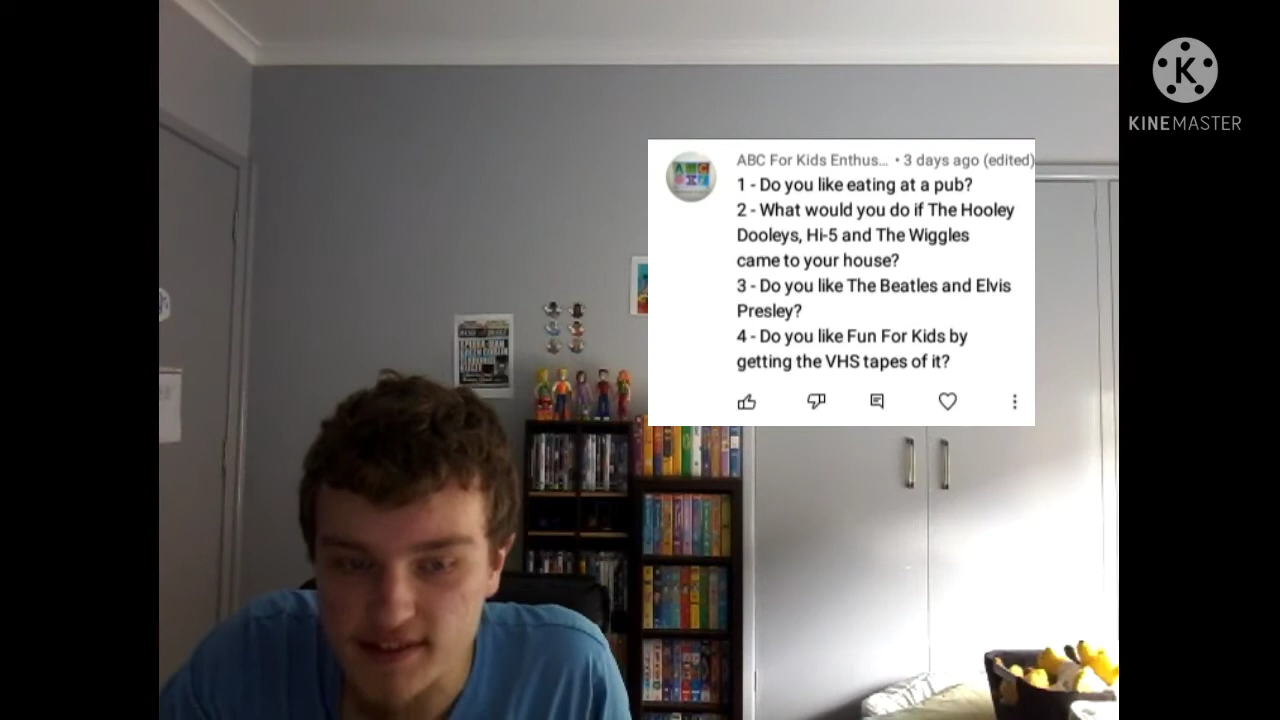 KINEMASTER
ABC For Kids Enthus... • 3 days ago (edited)
1 - Do you like eating at a pub?
2 - What would you do if The Hooley
Dooleys, Hi-5 and The Wiggles
came to your house?
3 - Do you like The Beatles and Elvis
Presley?
4 - Do you like Fun For Kids by
getting the VHS tapes of it?